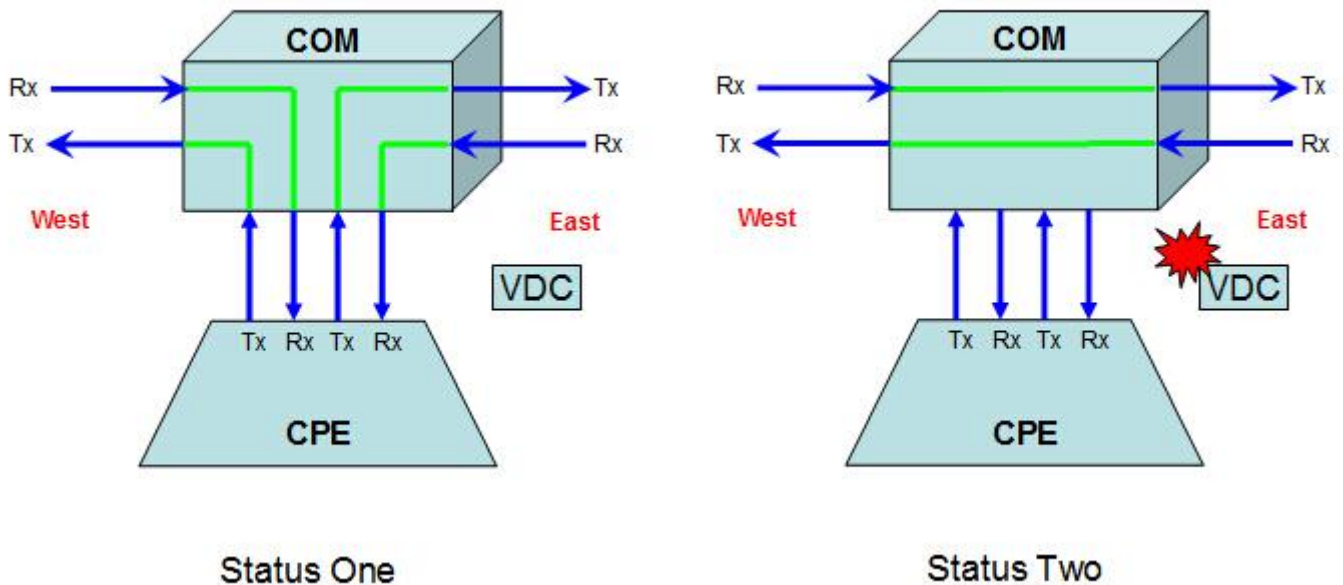 COM
Rx Tx
Tx Rx
West East
VDC
Tx Rx Tx Rx
CPE
Status One
COM
Rx Tx
Tx Rx
West East
VDC
Tx Rx Tx Rx
CPE
Status Two